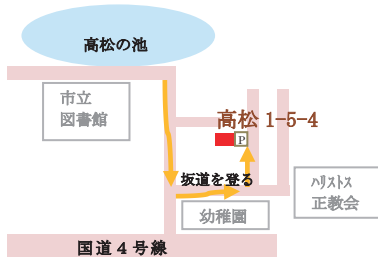 高松の池
市立
図書館
高松 1-5-4
P
坂道を登る
ハリストス
正教会
幼稚園
国道４号線